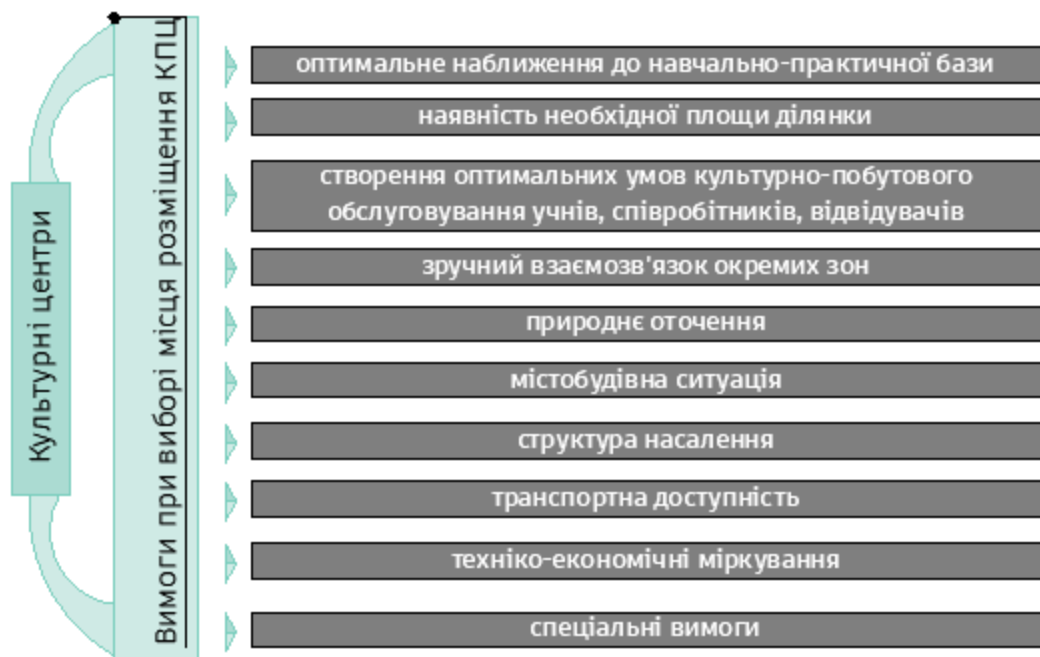 Культурні центри
Вимоги при виборі місця розміщення КПЦ
оптимальне наближення до навчально-практичної бази
наявність необхідної площи ділянки
створення оптимальних умов культурно-побутового
обслуговування учнів, співробітників, відвідувачів
зручний взаємозв'язок окремих зон
природнє оточення
містобудівна ситуація
структура насалення
транспортна доступність
техніко-економічні міркування
спеціальні вимоги